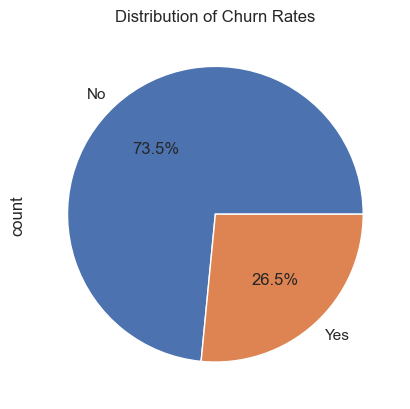 Distribution of Churn Rates
No
73.5%
count
26.5%
Yes